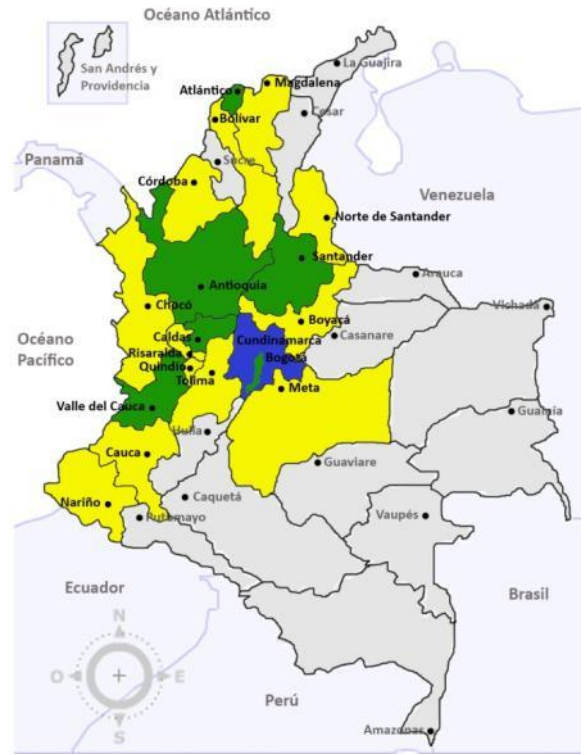 Océano Atlántico
San Andrés y
Providencia
La Guajira
Magdalena
Atlántico
Cesar
Bolívar
Panamá
Sucre
Córdoba
Venezuela
Norte de Santander
Santander
Arauca
Antioquia
Chocó
Vichada
Boyacá
Océano
Pacífico
Caldas
Casanare
Cundinamarca
Risaralda
Bogotá
Quindío
Tolima
Meta
Valle del Cauca
Guainía
Huila
Cauca
Guaviare
Caquetá
Nariño
Putumayo
Vaupés
Ecuador
Brasil
N
O
E
S
Perú
Amazonas